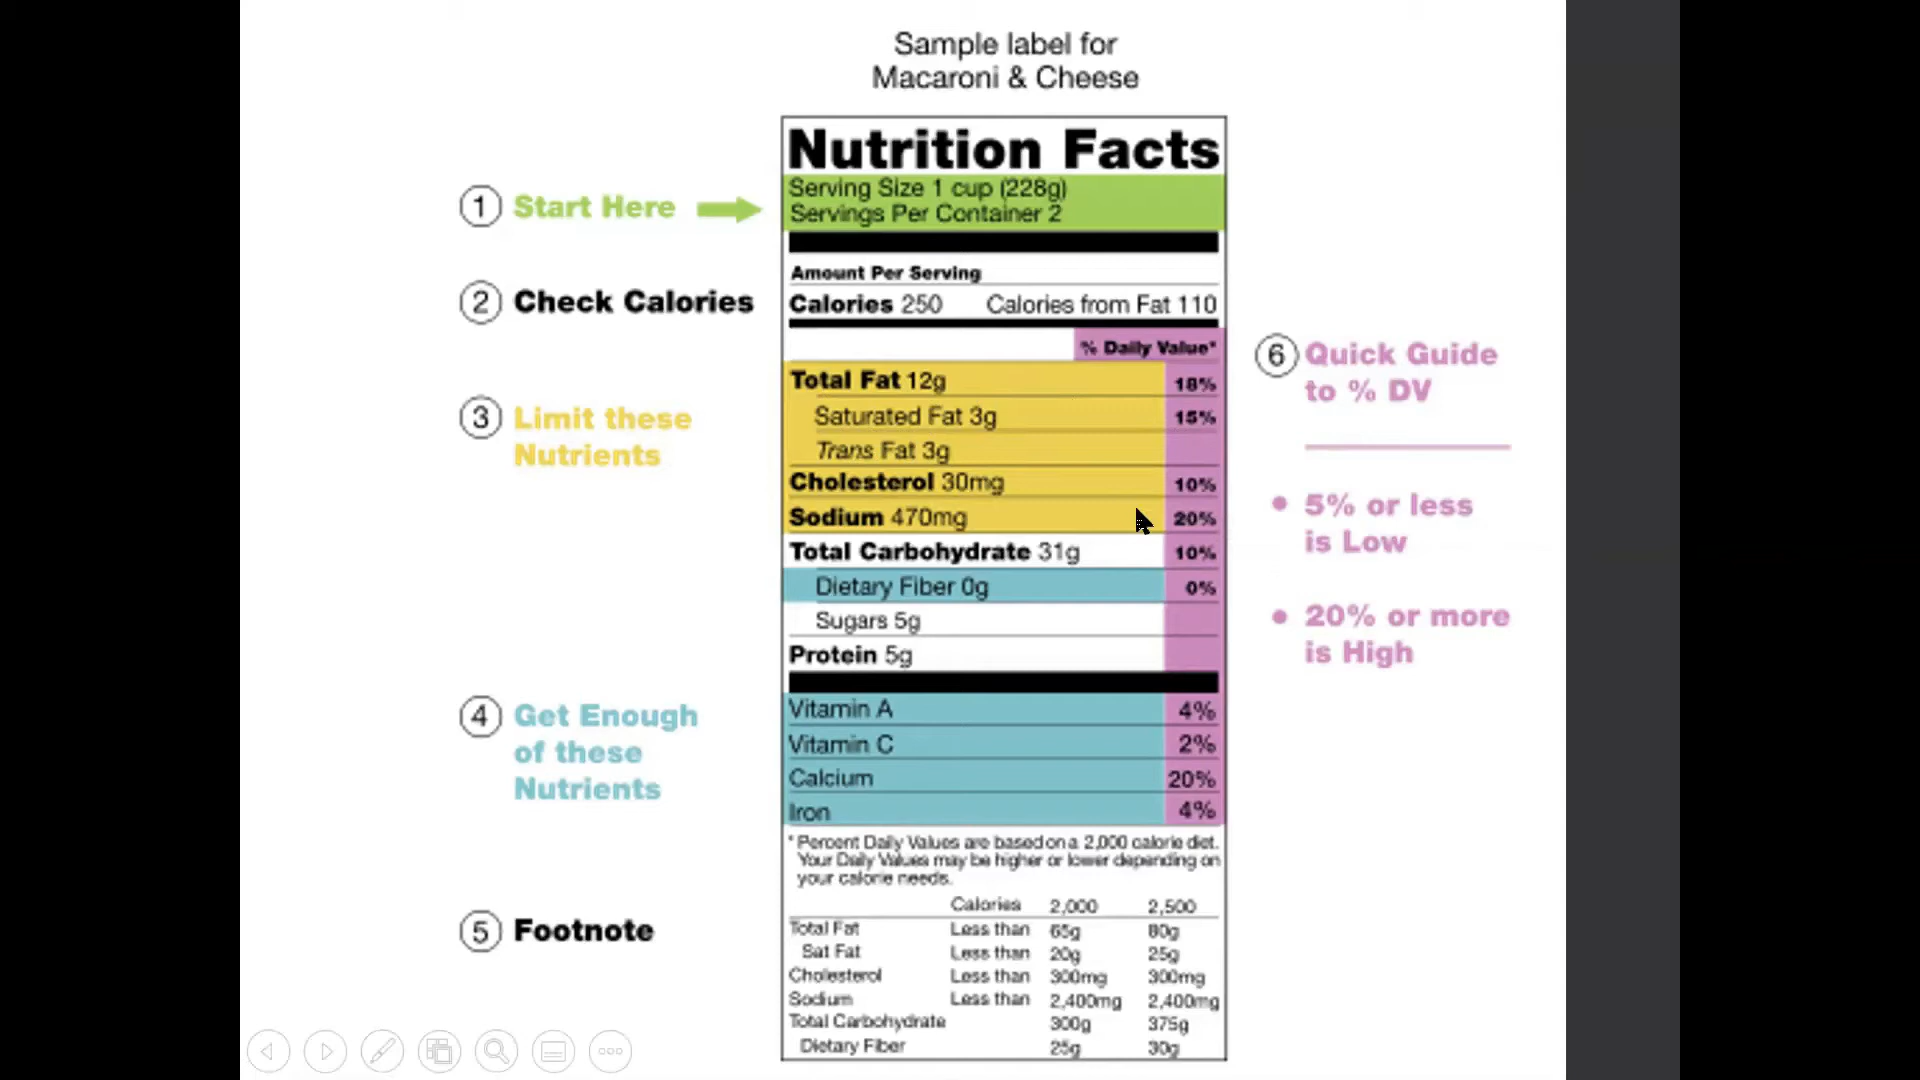 Sample label for
Macaroni & Cheese
Nutrition Facts
① Start Here
Serving Size 1 cup (228g)
Servings Per Container 2
Amount Per Serving
② Check Calories
Calories 250 Calories from Fat 110
% Daily Value*
③ Limit these
Nutrients
Total Fat 12g 18%
Saturated Fat 3g 15%
Trans Fat 3g
Cholesterol 30mg 10%
Sodium 470mg 20%
Total Carbohydrate 31g 10%
Dietary Fiber 0g 0%
Sugars 5g
Protein 5g
④ Get Enough
of these
Nutrients
Vitamin A 4%
Vitamin C 2%
Calcium 20%
Iron 4%
⑤ Footnote
* Percent Daily Values are based on a 2,000 calorie diet.
Your Daily Values may be higher or lower depending on
your calorie needs.
Calories 2,000 2,500
Total Fat Less than 65g 80g
Sat Fat Less than 20g 25g
Cholesterol Less than 300mg 300mg
Sodium Less than 2,400mg 2,400mg
Total Carbohydrate 300g 375g
Dietary Fiber 25g 30g
⑥ Quick Guide
to % DV
• 5% or less
is Low
• 20% or more
is High